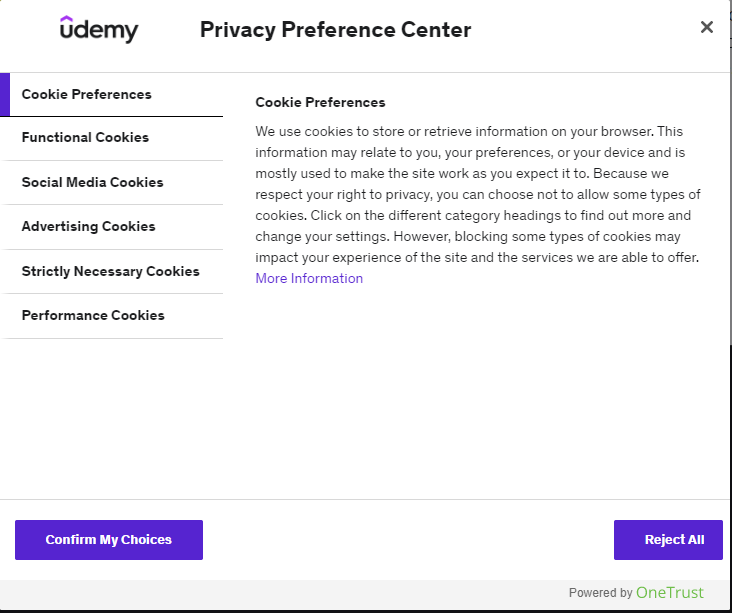 udemy
Privacy Preference Center
Cookie Preferences
Functional Cookies
Social Media Cookies
Advertising Cookies
Strictly Necessary Cookies
Performance Cookies
Cookie Preferences
We use cookies to store or retrieve information on your browser. This
information may relate to you, your preferences, or your device and is
mostly used to make the site work as you expect it to. Because we
respect your right to privacy, you can choose not to allow some types of
cookies. Click on the different category headings to find out more and
change your settings. However, blocking some types of cookies may
impact your experience of the site and the services we are able to offer.
More Information
Confirm My Choices
Reject All
Powered by OneTrust